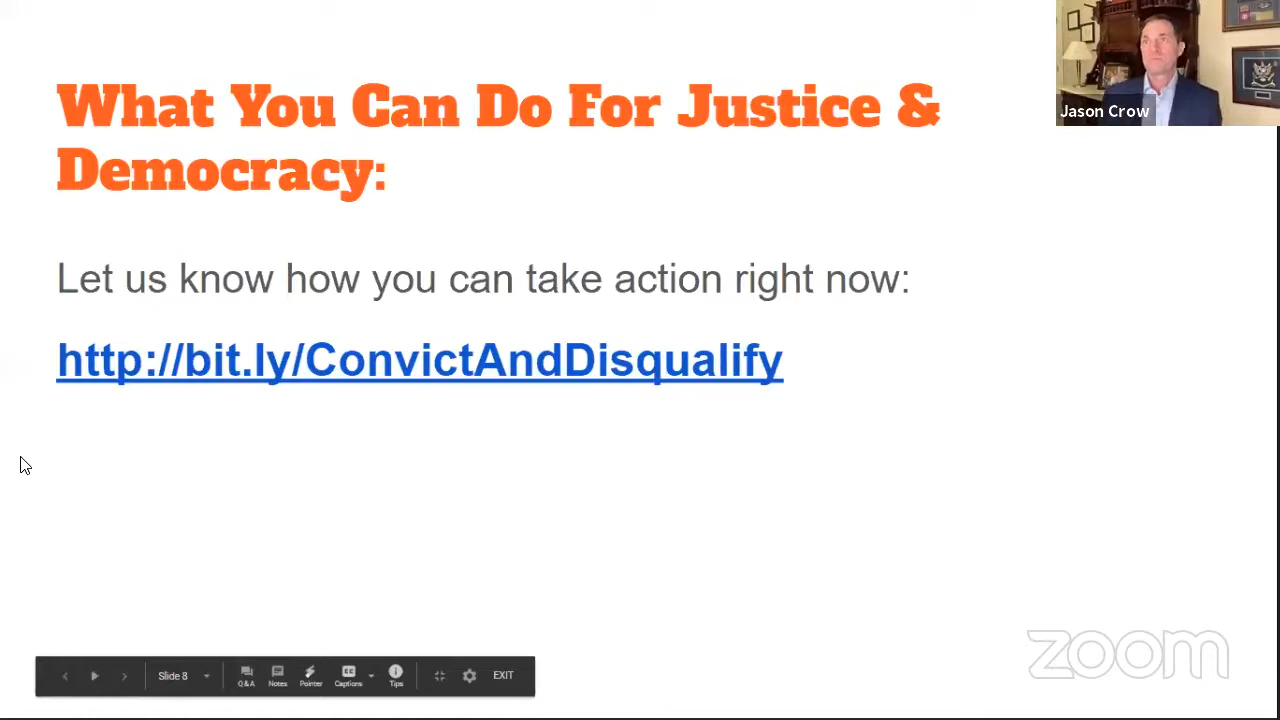 What You Can Do For Justice &
Democracy:
Jason Crow
Let us know how you can take action right now:
http://bit.ly/ConvictAndDisqualify
Slide 8
Q&A
Notes
Pointer
CC
Captions
Tips
EXIT
zoom